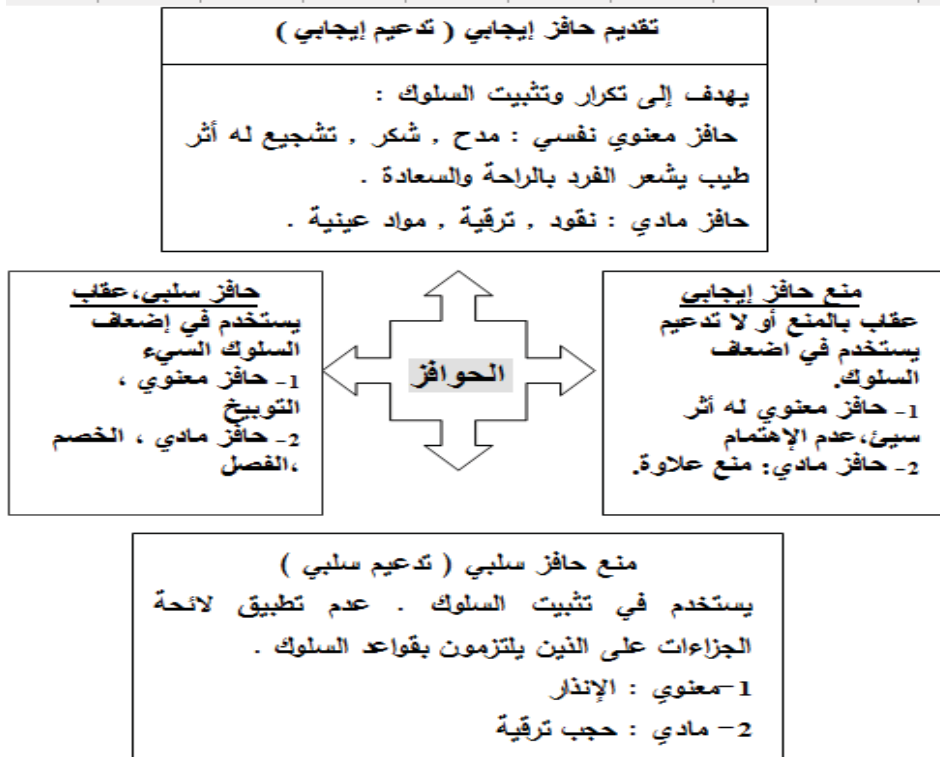 تقديم حافز إيجابي ( تدعيم إيجابي )
يهدف إلى تكرار وتثبيت السلوك :
حافز معنوي نفسي : مدح , شكر , تشجيع له أثر
طيب يشعر الفرد بالراحة والسعادة .
حافز مادي : نقود , ترقية , مواد عينية .
منع حافز إيجابي
عقاب بالمنع أو لا تدعيم
يستخدم في اضعاف
السلوك.
1- حافز معنوي له أثر
سيئ،عدم الإهتمام
2- حافز مادي: منع علاوة.
الحوافز
حافز سلبي،عقاب
يستخدم في إضعاف
السلوك السيء
1- حافز معنوي ،
التوبيخ
2- حافز مادي ، الخصم
،الفصل
منع حافز سلبي ( تدعيم سلبي )
يستخدم في تثبيت السلوك . عدم تطبيق لائحة
الجزاءات على الذين يلتزمون بقواعد السلوك .
1-معنوي : الإنذار
2- مادي : حجب ترقية